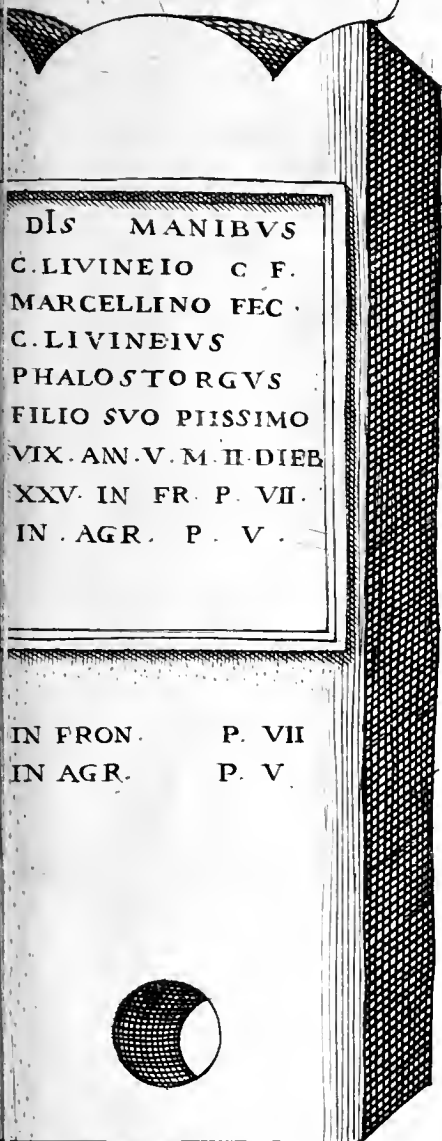 DIS MANIBVS
C. LIVINEIO C F.
MARCELLINO FEC ·
C. LIVINEIVS
PHALOSTORGVS
FILIO SVO PIISSIMO
VIX. ANN. V. M. II. DIEB
XXV. IN FR. P. VII.
IN . AGR. P. V .
IN FRON. P. VII
IN AGR. P. V